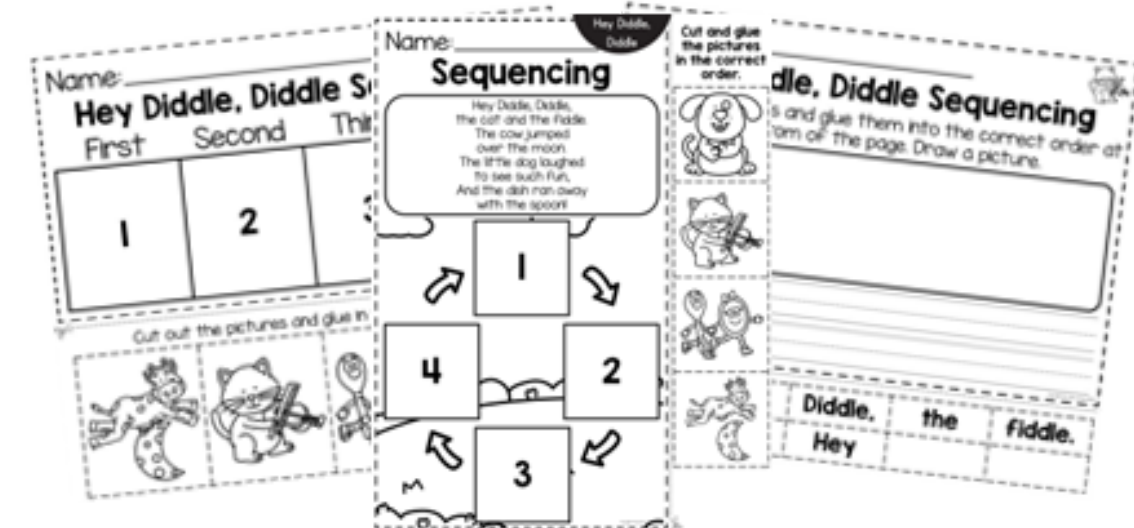 Name:
Hey Diddle, Diddle S
First Second Thi
1 2
Cut out the pictures and glue in
Hey Diddle,
Diddle
Name:
Sequencing
Hey Diddle, Diddle,
the cat and the fiddle
The cow jumped
over the moon
The little dog laughed
to see such fun,
And the dish ran away
with the spoon!
1
2
3
4
Cut and glue
the pictures
in the correct
order.
dle, Diddle Sequencing
s and glue them into the correct order at
om of the page. Draw a picture.
Diddle, the fiddle.
Hey